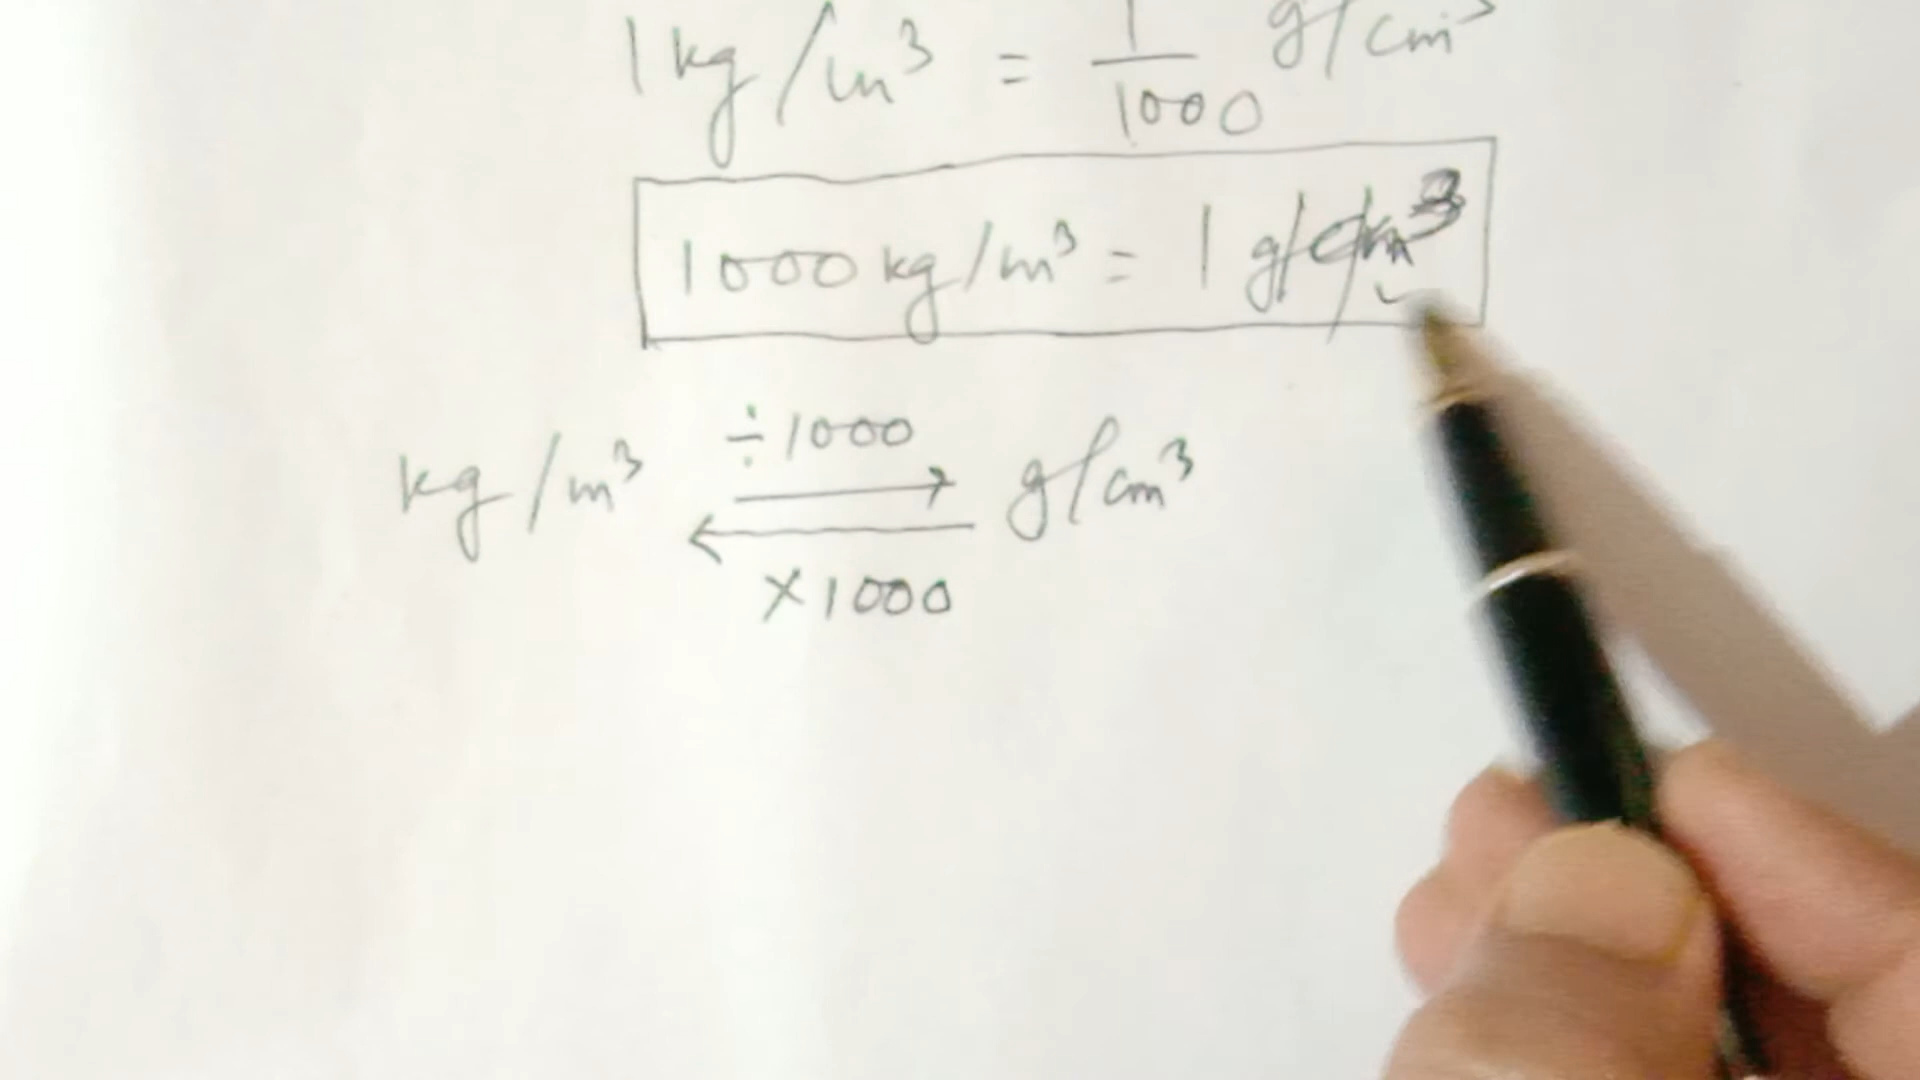 1 kg/m³ = 1/1000 g/cm³
1000 kg/m³ = 1 g/cm³
÷1000
kg/m³ ⇄ g/cm³
×1000